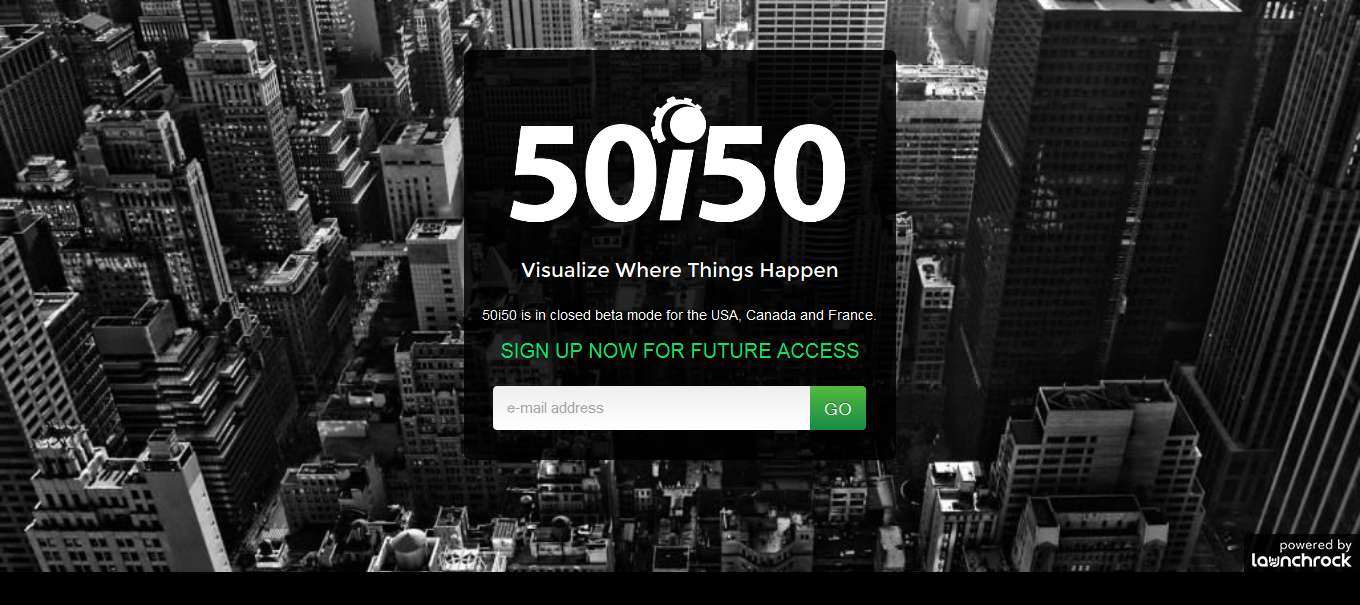 50i50
Visualize Where Things Happen
50i50 is in closed beta mode for the USA, Canada and France.
SIGN UP NOW FOR FUTURE ACCESS
e-mail address GO
powered by
launchrock